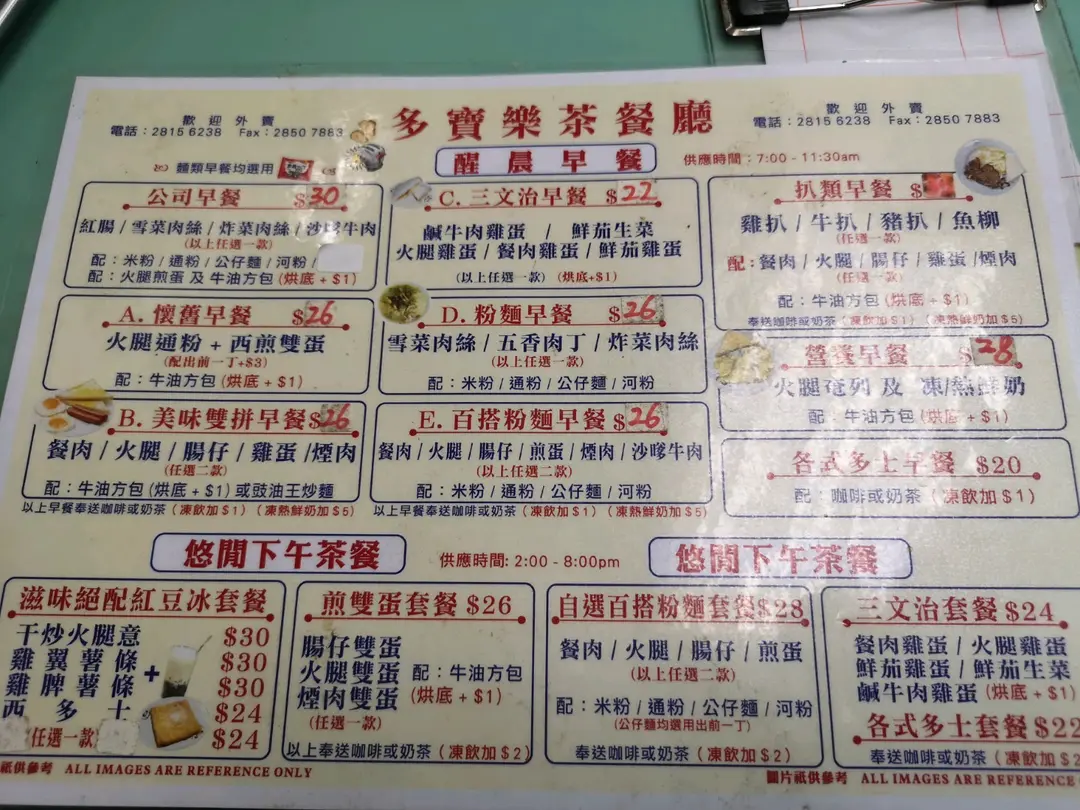 多寶樂茶餐廳
歡迎外賣
電話：2815 6238 Fax：2850 7883
歡迎外賣
電話：2815 6238 Fax：2850 7883
醒晨早餐
供應時間：7:00 - 11:30am
麵類早餐均選用
公司早餐 $30
紅腸 / 雪菜肉絲 / 炸菜肉絲 / 沙嗲牛肉
(以上任選一款)
配：米粉 / 通粉 / 公仔麵 / 河粉 /
配：火腿煎蛋 及 牛油方包 (烘底 + $1)
A. 懷舊早餐 $26
火腿通粉 + 西煎雙蛋
(配出前一丁+$3)
配：牛油方包 (烘底 + $1)
B. 美味雙拼早餐 $26
餐肉 / 火腿 / 腸仔 / 雞蛋 / 煙肉
(任選二款)
配：牛油方包 (烘底 + $1) 或豉油王炒麵
以上早餐奉送咖啡或奶茶 (凍飲加 $1) (凍熱鮮奶加 $5)
C. 三文治早餐 $22
鹹牛肉雞蛋 / 鮮茄生菜
火腿雞蛋 / 餐肉雞蛋 / 鮮茄雞蛋
(以上任選一款) (烘底+$1)
D. 粉麵早餐 $26
雪菜肉絲 / 五香肉丁 / 炸菜肉絲
(以上任選一款)
配：米粉 / 通粉 / 公仔麵 / 河粉
E. 百搭粉麵早餐 $26
餐肉 / 火腿 / 腸仔 / 煎蛋 / 煙肉 / 沙嗲牛肉
(以上任選二款)
配：米粉 / 通粉 / 公仔麵 / 河粉
以上早餐奉送咖啡或奶茶 (凍飲加 $1) (凍熱鮮奶加 $5)
扒類早餐 $
雞扒 / 牛扒 / 豬扒 / 魚柳
(任選一款)
配：餐肉 / 火腿 / 腸仔 / 雞蛋 / 煙肉
(任選一款)
配：牛油方包 (烘底 + $1)
奉送咖啡或奶茶 (凍飲加 $1) (凍熱鮮奶加 $5)
營養早餐 $28
火腿奄列 及 凍/熱鮮奶
配：牛油方包 (烘底 + $1)
各式多士早餐 $20
配：咖啡或奶茶 (凍飲加 $1)
悠閒下午茶餐
供應時間: 2:00 - 8:00pm
悠閒下午茶餐
滋味絕配紅豆冰套餐
干炒火腿意 $30
雞翼薯條 + $30
雞脾薯條 $30
西多士 $24
$24
(任選一款)
煎雙蛋套餐 $26
腸仔雙蛋
火腿雙蛋 配：牛油方包
煙肉雙蛋 (烘底 + $1)
(任選一款)
以上奉送咖啡或奶茶 (凍飲加 $2)
自選百搭粉麵套餐 $28
餐肉 / 火腿 / 腸仔 / 煎蛋
(以上任選二款)
配：米粉 / 通粉 / 公仔麵 / 河粉
(公仔麵均選用出前一丁)
奉送咖啡或奶茶 (凍飲加 $2)
三文治套餐 $24
餐肉雞蛋 / 火腿雞蛋
鮮茄雞蛋 / 鮮茄生菜
鹹牛肉雞蛋 (烘底 + $1)
各式多士套餐 $22
奉送咖啡或奶茶 (凍飲加 $2
祇供參考 ALL IMAGES ARE REFERENCE ONLY
圖片祇供參考 ALL IMAGES ARE REFERENCE